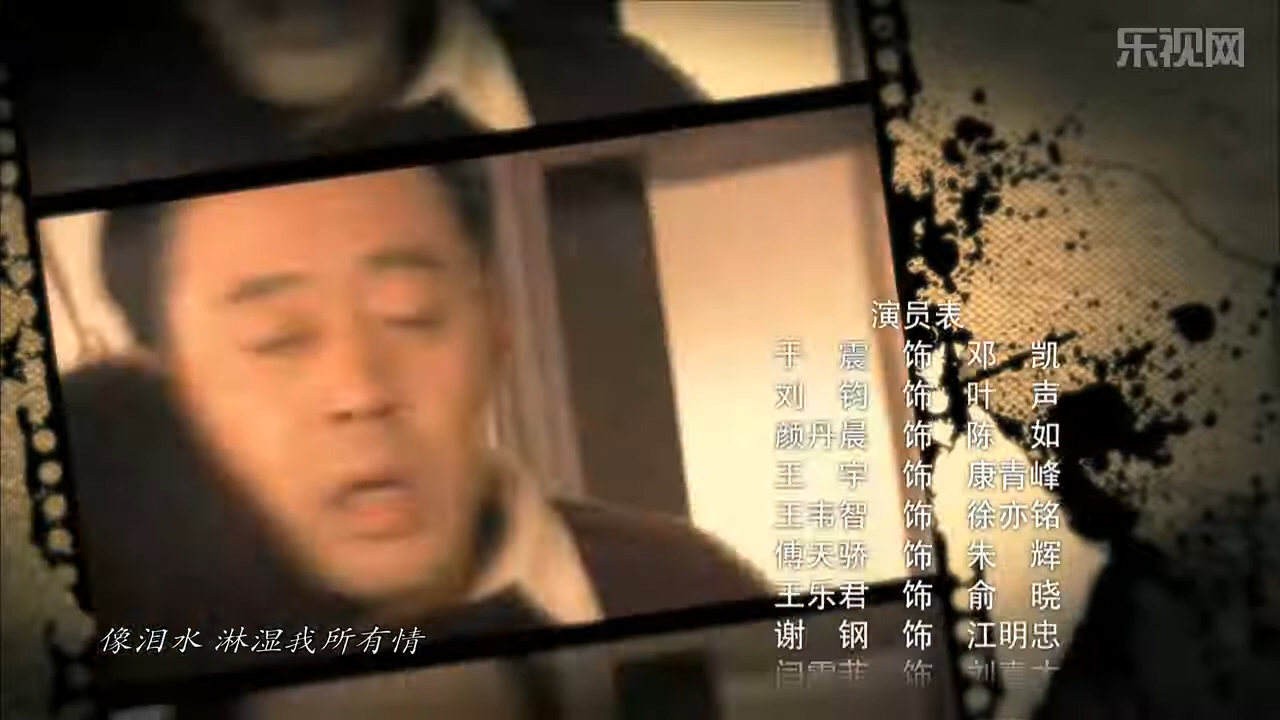 乐视网
演员表
于震 饰 邓凯
刘钧 饰 叶声
颜丹晨 饰 陈如
王宇 饰 康青峰
王韦智 饰 徐亦铭
傅天骄 饰 朱辉
王乐君 饰 俞晓
谢钢 饰 江明忠
饰
像泪水 淋湿我所有情